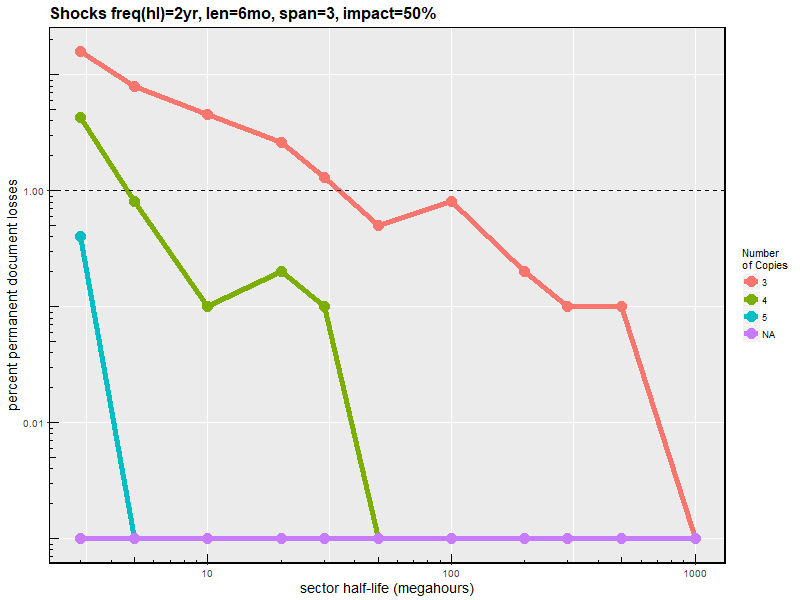 Shocks freq(hl)=2yr, len=6mo, span=3, impact=50%
percent permanent document losses
1.00
0.01
10
100
1000
sector half-life (megahours)
Number
of Copies
3
4
5
NA